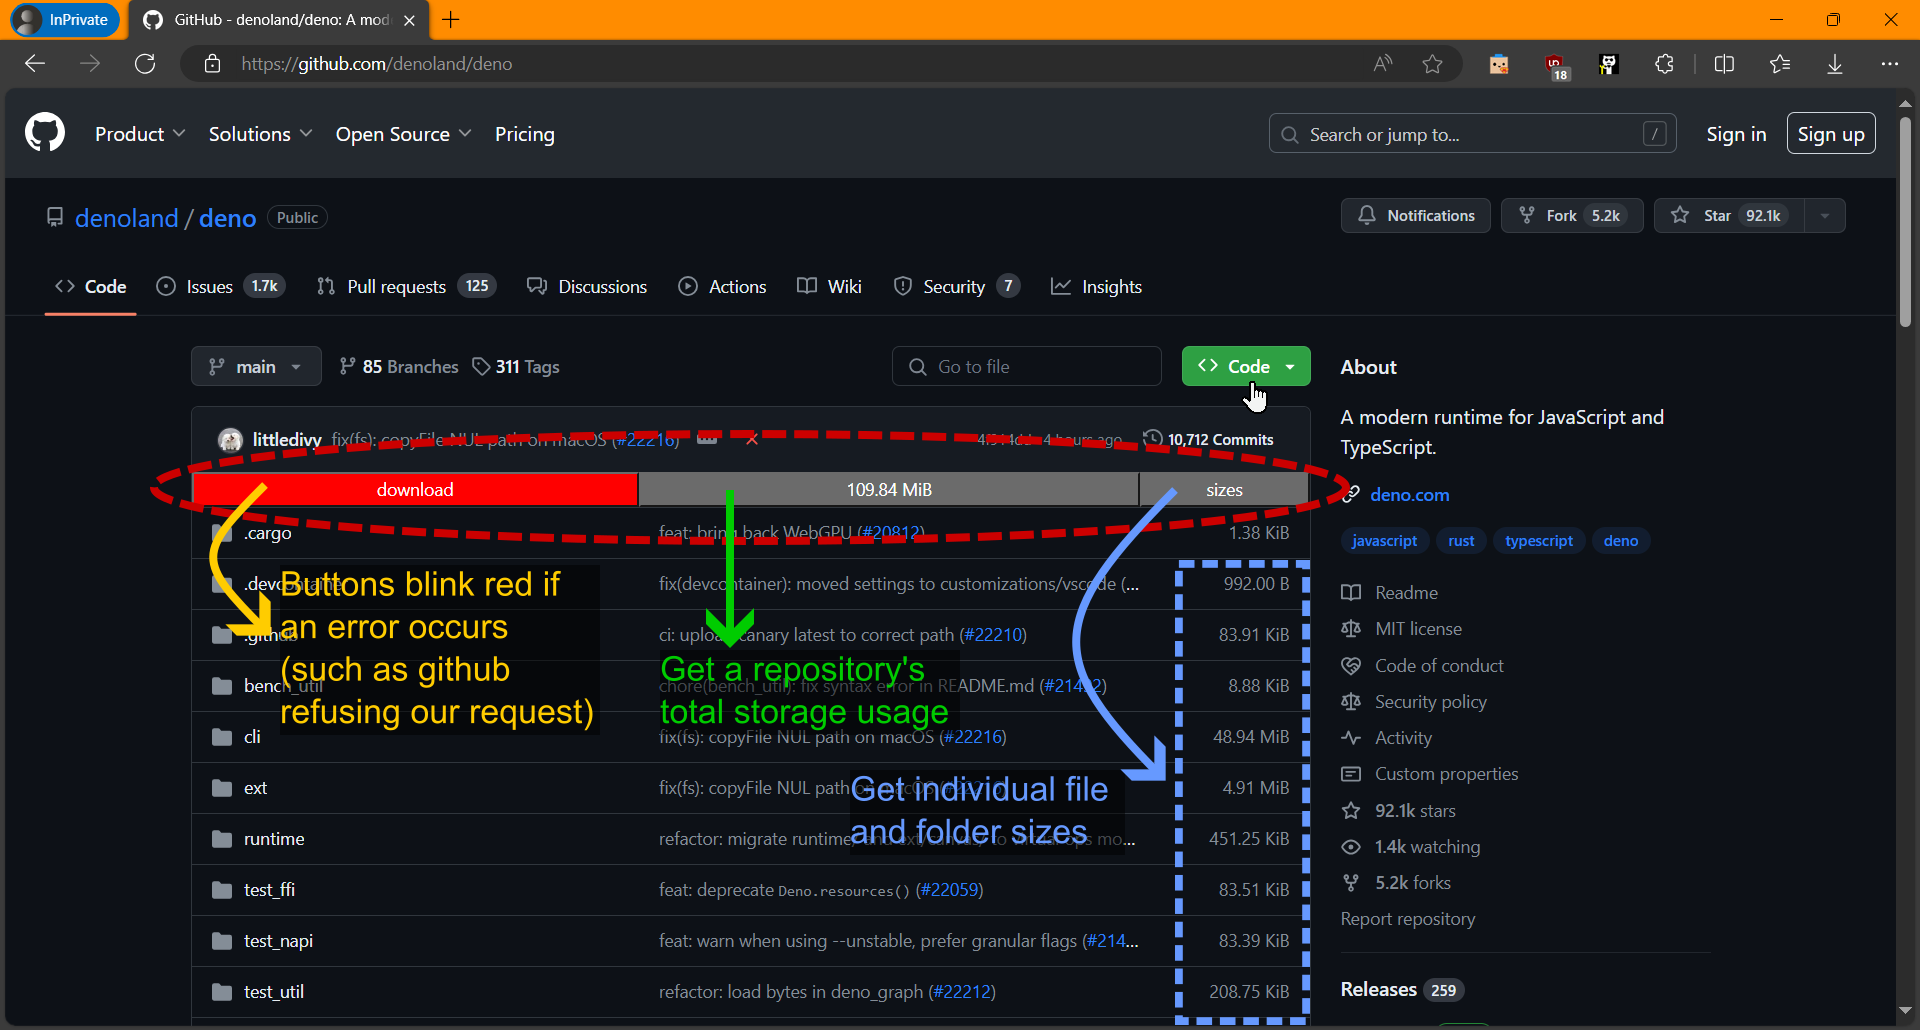 InPrivate
GitHub - denoland/deno: A mod
https://github.com/denoland/deno
18
Product
Solutions
Open Source
Pricing
Search or jump to...
/
Sign in
Sign up
denoland / deno
Public
Notifications
Fork 5.2k
Star 92.1k
Code
Issues 1.7k
Pull requests 125
Discussions
Actions
Wiki
Security 7
Insights
main
85 Branches
311 Tags
Go to file
Code
littledivy fix(fs): copyFile NUL path on macOS (#22216)
4 hours ago
10,712 Commits
download
109.84 MiB
sizes
.cargo
feat: bring back WebGPU (#20812)
1.38 KiB
.devcontainer
fix(devcontainer): moved settings to customizations/vscode (...
992.00 B
.github
ci: upload canary latest to correct path (#22210)
83.91 KiB
bench_util
chore(bench_util): fix syntax error in README.md (#21492)
8.88 KiB
cli
fix(fs): copyFile NUL path on macOS (#22216)
48.94 MiB
ext
fix(fs): copyFile NUL path on macOS (#22216)
4.91 MiB
runtime
refactor: migrate runtime/ and ext/canvas/ to virtual ops mo...
451.25 KiB
test_ffi
feat: deprecate Deno.resources() (#22059)
83.51 KiB
test_napi
feat: warn when using --unstable, prefer granular flags (#214...
83.39 KiB
test_util
refactor: load bytes in deno_graph (#22212)
208.75 KiB
Buttons blink red if
an error occurs
(such as github
refusing our request)
Get a repository's
total storage usage
Get individual file
and folder sizes
About
A modern runtime for JavaScript and
TypeScript.
deno.com
javascript
rust
typescript
deno
Readme
MIT license
Code of conduct
Security policy
Activity
Custom properties
92.1k stars
1.4k watching
5.2k forks
Report repository
Releases 259